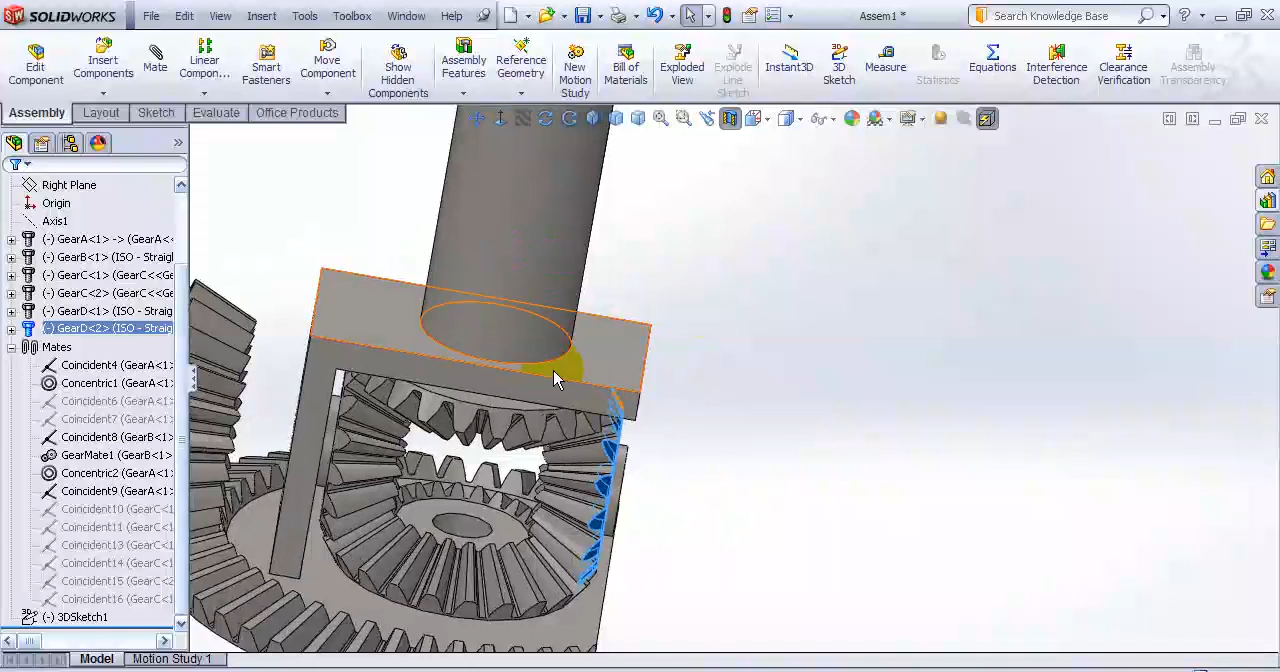 SOLIDWORKS
File Edit View Insert Tools Toolbox Window Help
Assem1 *
Search Knowledge Base
Edit Component
Insert Components
Mate
Linear Compon...
Smart Fasteners
Move Component
Show Hidden Components
Assembly Features
Reference Geometry
New Motion Study
Bill of Materials
Exploded View
Explode Line Sketch
Instant3D
3D Sketch
Measure
Statistics
Equations
Interference Detection
Clearance Verification
Assembly Transparency
Assembly Layout Sketch Evaluate Office Products
Right Plane
Origin
Axis1
(-) GearA<1> -> (GearA<
(-) GearB<1> (ISO - Straigh
(-) GearC<1> (GearC<<Ge
(-) GearC<2> (GearC<<Ge
(-) GearD<1> (ISO - Straig
(-) GearD<2> (ISO - Straig
Mates
Coincident4 (GearA<1>
Concentric1 (GearA<1>
Coincident6 (GearA<1>
Coincident7 (GearA<1>
Coincident8 (GearB<1>
GearMate1 (GearB<1>
Concentric2 (GearA<1>
Coincident9 (GearA<1>
Coincident10 (GearC<1
Coincident11 (GearC<1
Coincident13 (GearC<1
Coincident14 (GearC<1
Coincident15 (GearC<1
Coincident16 (GearC<1
(-) 3DSketch1
Model Motion Study 1